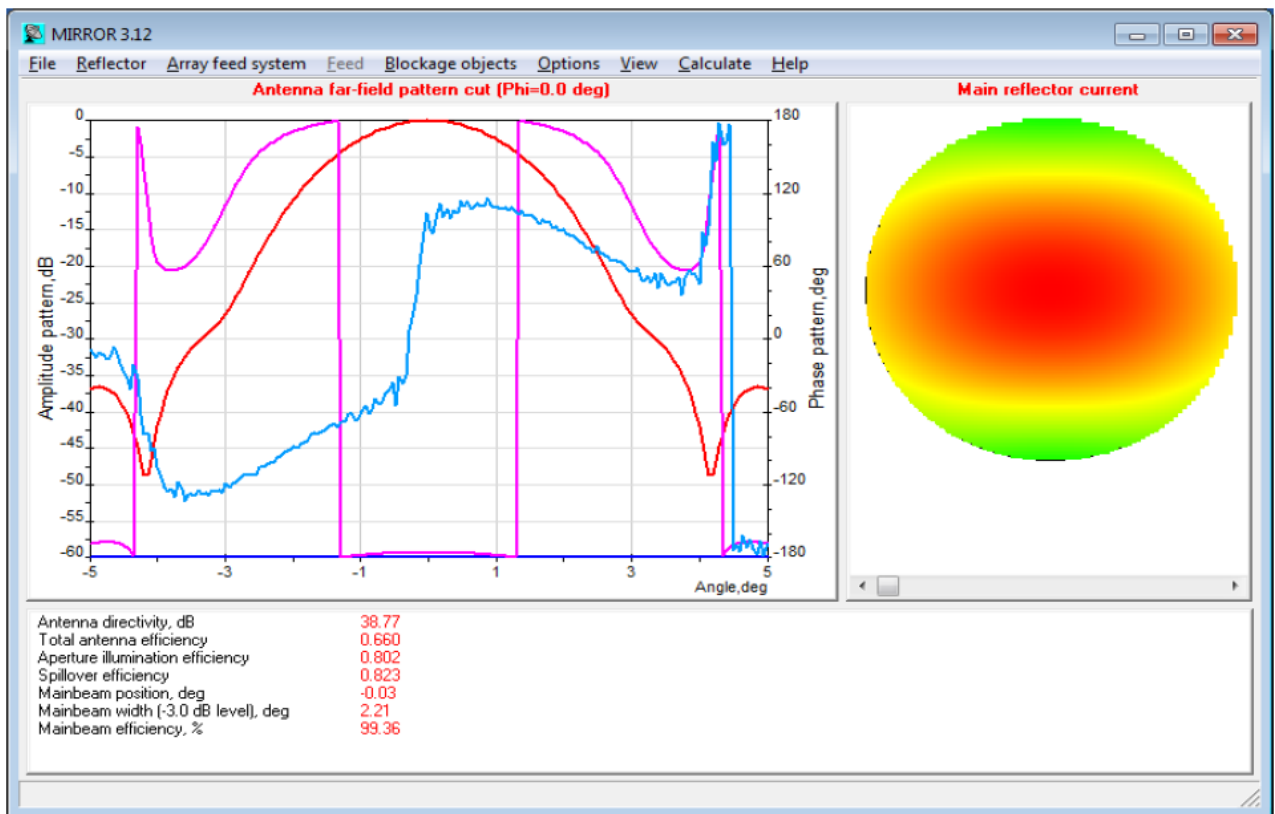 MIRROR 3.12
File Reflector Array feed system Feed Blockage objects Options View Calculate Help
Antenna far-field pattern cut (Phi=0.0 deg)
Main reflector current
0
-5
-10
-15
-20
-25
-30
-35
-40
-45
-50
-55
-60
Amplitude pattern,dB
180
120
60
0
-60
-120
-180
Phase pattern,deg
-5 -3 -1 1 3 5
Angle,deg
Antenna directivity, dB 38.77
Total antenna efficiency 0.660
Aperture illumination efficiency 0.802
Spillover efficiency 0.823
Mainbeam position, deg -0.03
Mainbeam width (-3.0 dB level), deg 2.21
Mainbeam efficiency, % 99.36